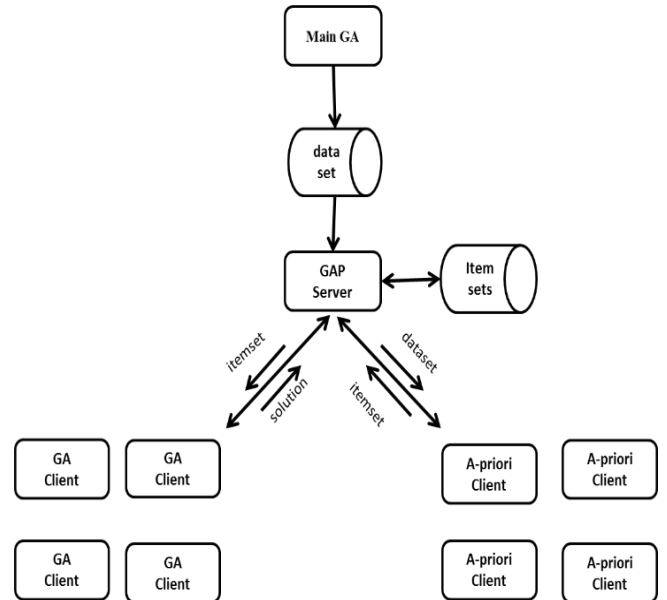 Main GA
data
set
GAP
Server
Item
sets
itemset
solution
dataset
itemset
GA
Client
GA
Client
A-priori
Client
A-priori
Client
GA
Client
GA
Client
A-priori
Client
A-priori
Client